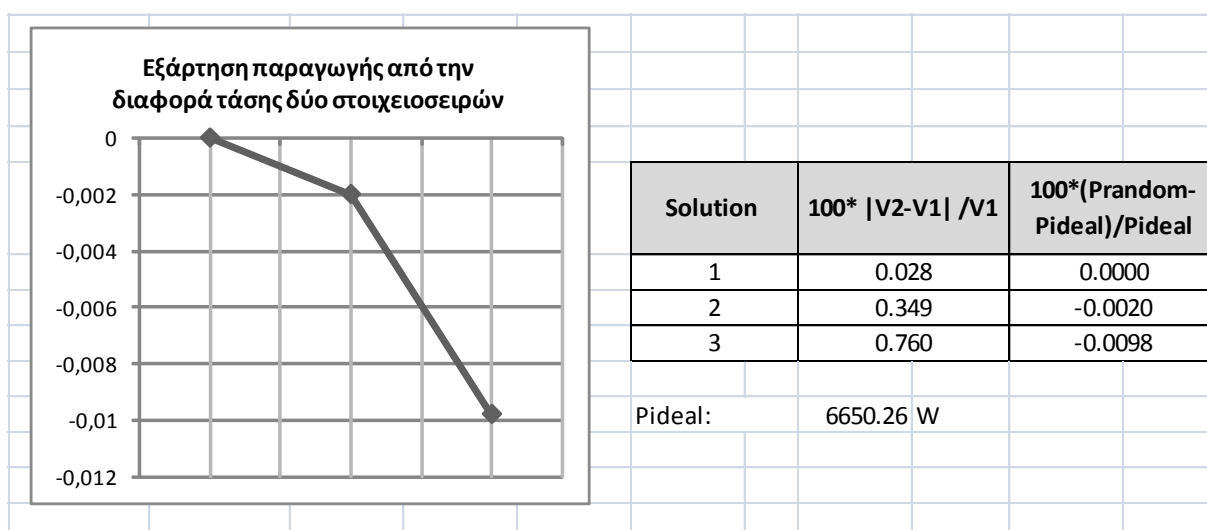 Εξάρτηση παραγωγής από την
διαφορά τάσης δύο στοιχειοσειρών
0
-0,002
-0,004
-0,006
-0,008
-0,01
-0,012
Solution 100* |V2-V1| /V1 100*(Prandom-
Pideal)/Pideal
1 0.028 0.0000
2 0.349 -0.0020
3 0.760 -0.0098
Pideal: 6650.26 W